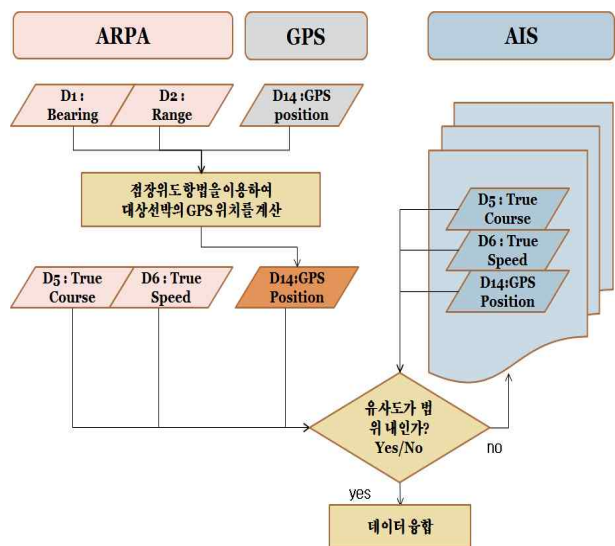 ARPA
GPS
AIS
D1 :
Bearing
D2 :
Range
D14 :GPS
position
점장위도항법을이용하여
대상선박의 GPS 위치를 계산
D5 : True
Course
D6 : True
Speed
D14:GPS
Position
D5 : True
Course
D6 : True
Speed
D14:GPS
Position
유사도가 범
위 내인가?
Yes/No
no
yes
데이터 융합